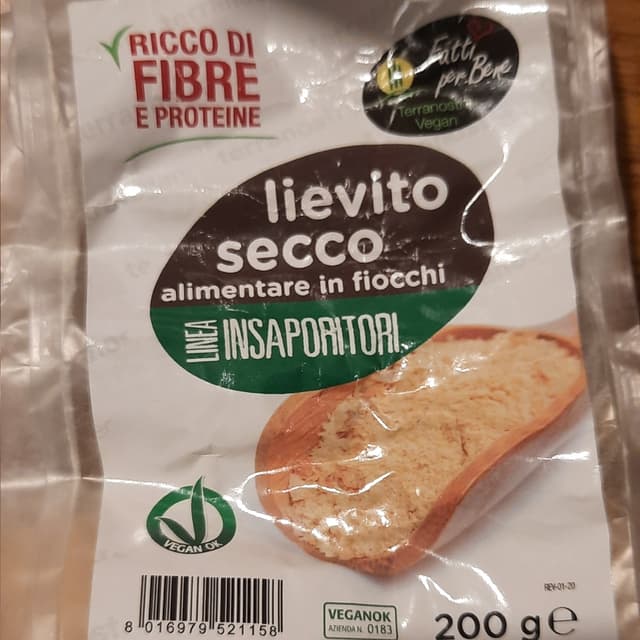 RICCO DI
FIBRE
E PROTEINE
Fatti
per Bene
Terranostra
Vegan
lievito
secco
alimentare in fiocchi
LINEA
INSAPORITORI
VEGAN OK
8 016979 521158
VEGANOK
AZIENDA N. 0183
REV-01-20
200 g e